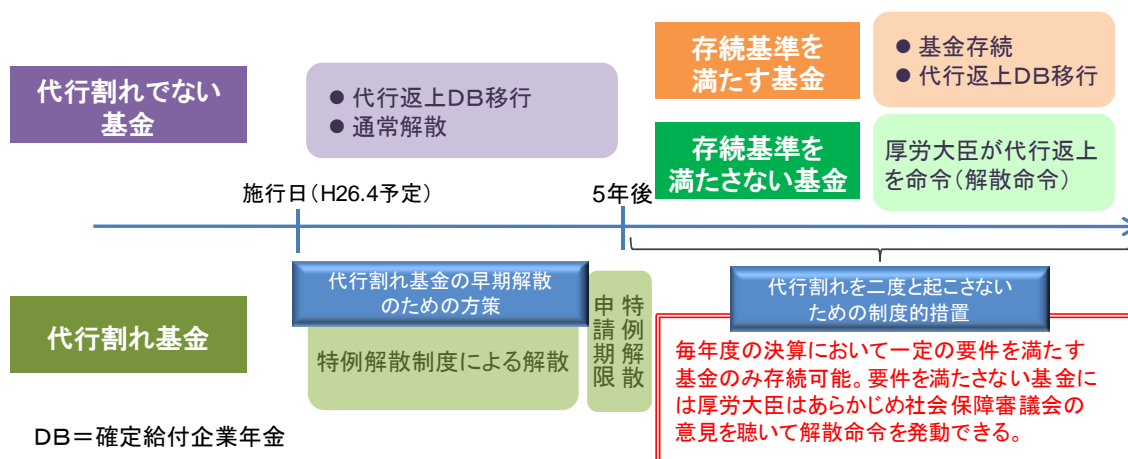 代行割れでない
基金
● 代行返上DB移行
● 通常解散
存続基準を
満たす基金
● 基金存続
● 代行返上DB移行
存続基準を
満たさない基金
厚労大臣が代行返上
を命令(解散命令)
施行日(H26.4予定)
5年後
代行割れ基金
代行割れ基金の早期解散
のための方策
特例解散制度による解散
特例解散
申請期限
代行割れを二度と起こさない
ための制度的措置
毎年度の決算において一定の要件を満たす
基金のみ存続可能。要件を満たさない基金に
は厚労大臣はあらかじめ社会保障審議会の
意見を聴いて解散命令を発動できる。
DB=確定給付企業年金